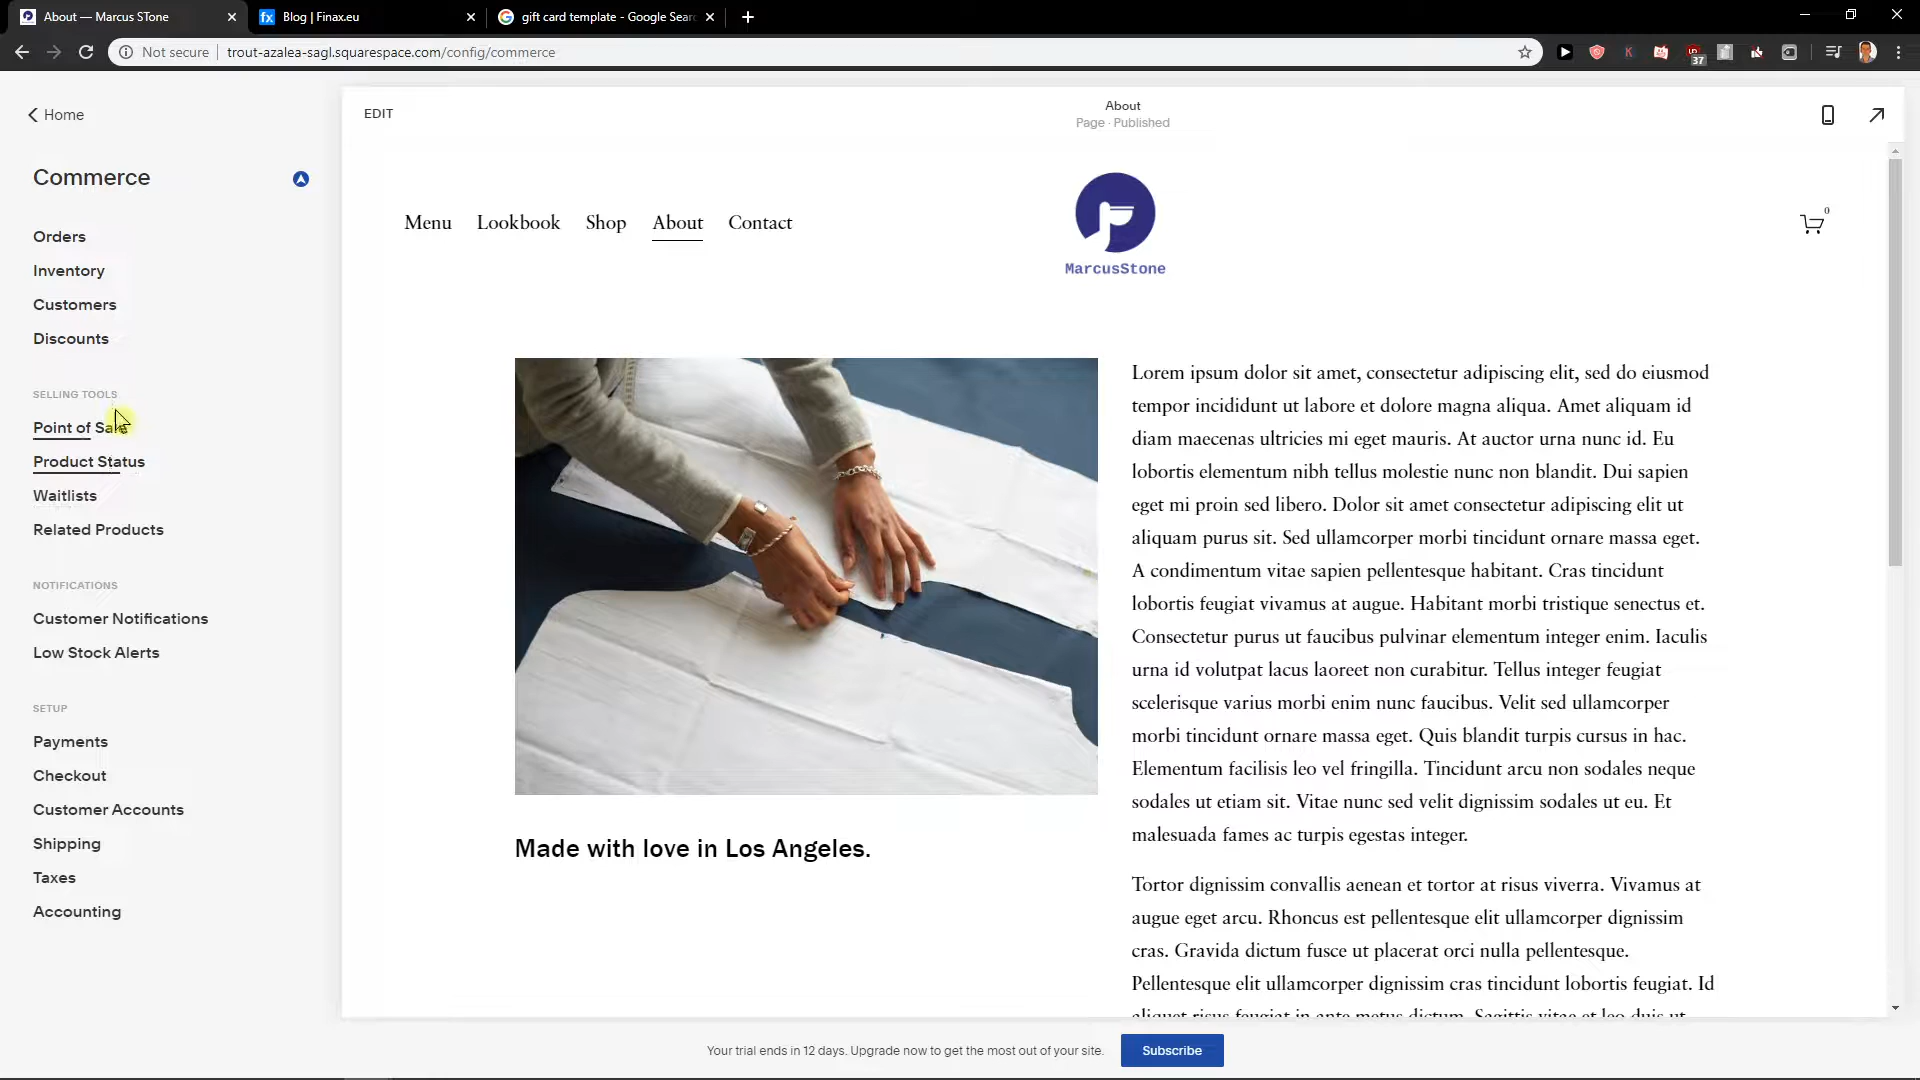 About — Marcus STone
Blog | Finax.eu
gift card template - Google Sear
Not secure
trout-azalea-sagl.squarespace.com/config/commerce
37
Home
EDIT
About
Page · Published
Commerce
Menu
Lookbook
Shop
About
Contact
MarcusStone
0
Orders
Inventory
Customers
Discounts
SELLING TOOLS
Point of Sale
Product Status
Waitlists
Related Products
NOTIFICATIONS
Customer Notifications
Low Stock Alerts
SETUP
Payments
Checkout
Customer Accounts
Shipping
Taxes
Accounting
Made with love in Los Angeles.
Lorem ipsum dolor sit amet, consectetur adipiscing elit, sed do eiusmod
tempor incididunt ut labore et dolore magna aliqua. Amet aliquam id
diam maecenas ultricies mi eget mauris. At auctor urna nunc id. Eu
lobortis elementum nibh tellus molestie nunc non blandit. Dui sapien
eget mi proin sed libero. Dolor sit amet consectetur adipiscing elit ut
aliquam purus sit. Sed ullamcorper morbi tincidunt ornare massa eget.
A condimentum vitae sapien pellentesque habitant. Cras tincidunt
lobortis feugiat vivamus at augue. Habitant morbi tristique senectus et.
Consectetur purus ut faucibus pulvinar elementum integer enim. Iaculis
urna id volutpat lacus laoreet non curabitur. Tellus integer feugiat
scelerisque varius morbi enim nunc faucibus. Velit sed ullamcorper
morbi tincidunt ornare massa eget. Quis blandit turpis cursus in hac.
Elementum facilisis leo vel fringilla. Tincidunt arcu non sodales neque
sodales ut etiam sit. Vitae nunc sed velit dignissim sodales ut eu. Et
malesuada fames ac turpis egestas integer.
Tortor dignissim convallis aenean et tortor at risus viverra. Vivamus at
augue eget arcu. Rhoncus est pellentesque elit ullamcorper dignissim
cras. Gravida dictum fusce ut placerat orci nulla pellentesque.
Pellentesque elit ullamcorper dignissim cras tincidunt lobortis feugiat. Id
aliquet risus feugiat in ante metus dictum. Sagittis vitae et leo duis ut
Your trial ends in 12 days. Upgrade now to get the most out of your site.
Subscribe